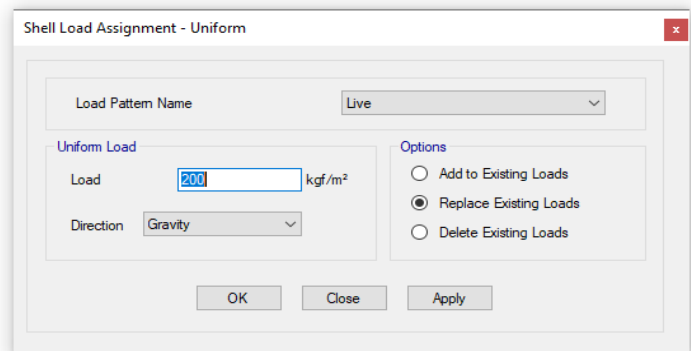 Shell Load Assignment - Uniform
x
Load Pattern Name Live
Uniform Load
Load 200 kgf/m²
Direction Gravity
Options
Add to Existing Loads
Replace Existing Loads
Delete Existing Loads
OK Close Apply